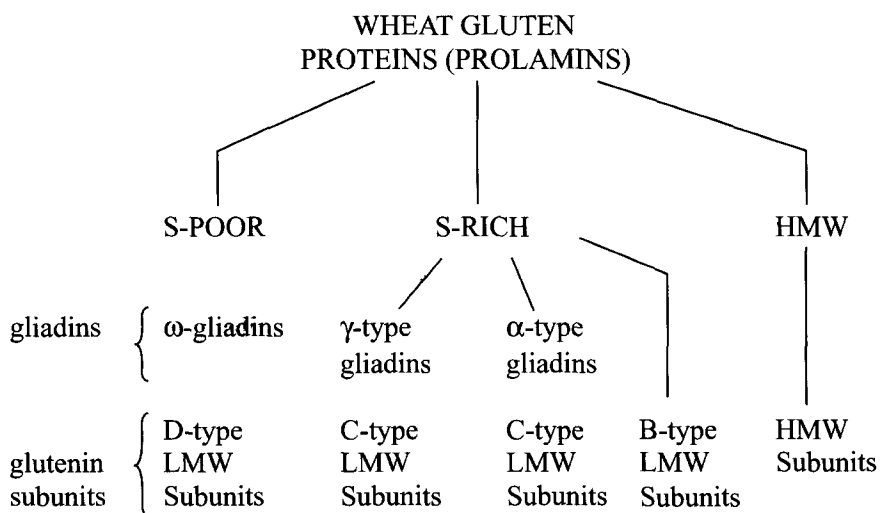 WHEAT GLUTEN
PROTEINS (PROLAMINS)
S-POOR S-RICH HMW
gliadins ω-gliadins γ-type α-type
gliadins gliadins
D-type C-type C-type B-type HMW
glutenin LMW LMW LMW LMW Subunits
subunits Subunits Subunits Subunits Subunits